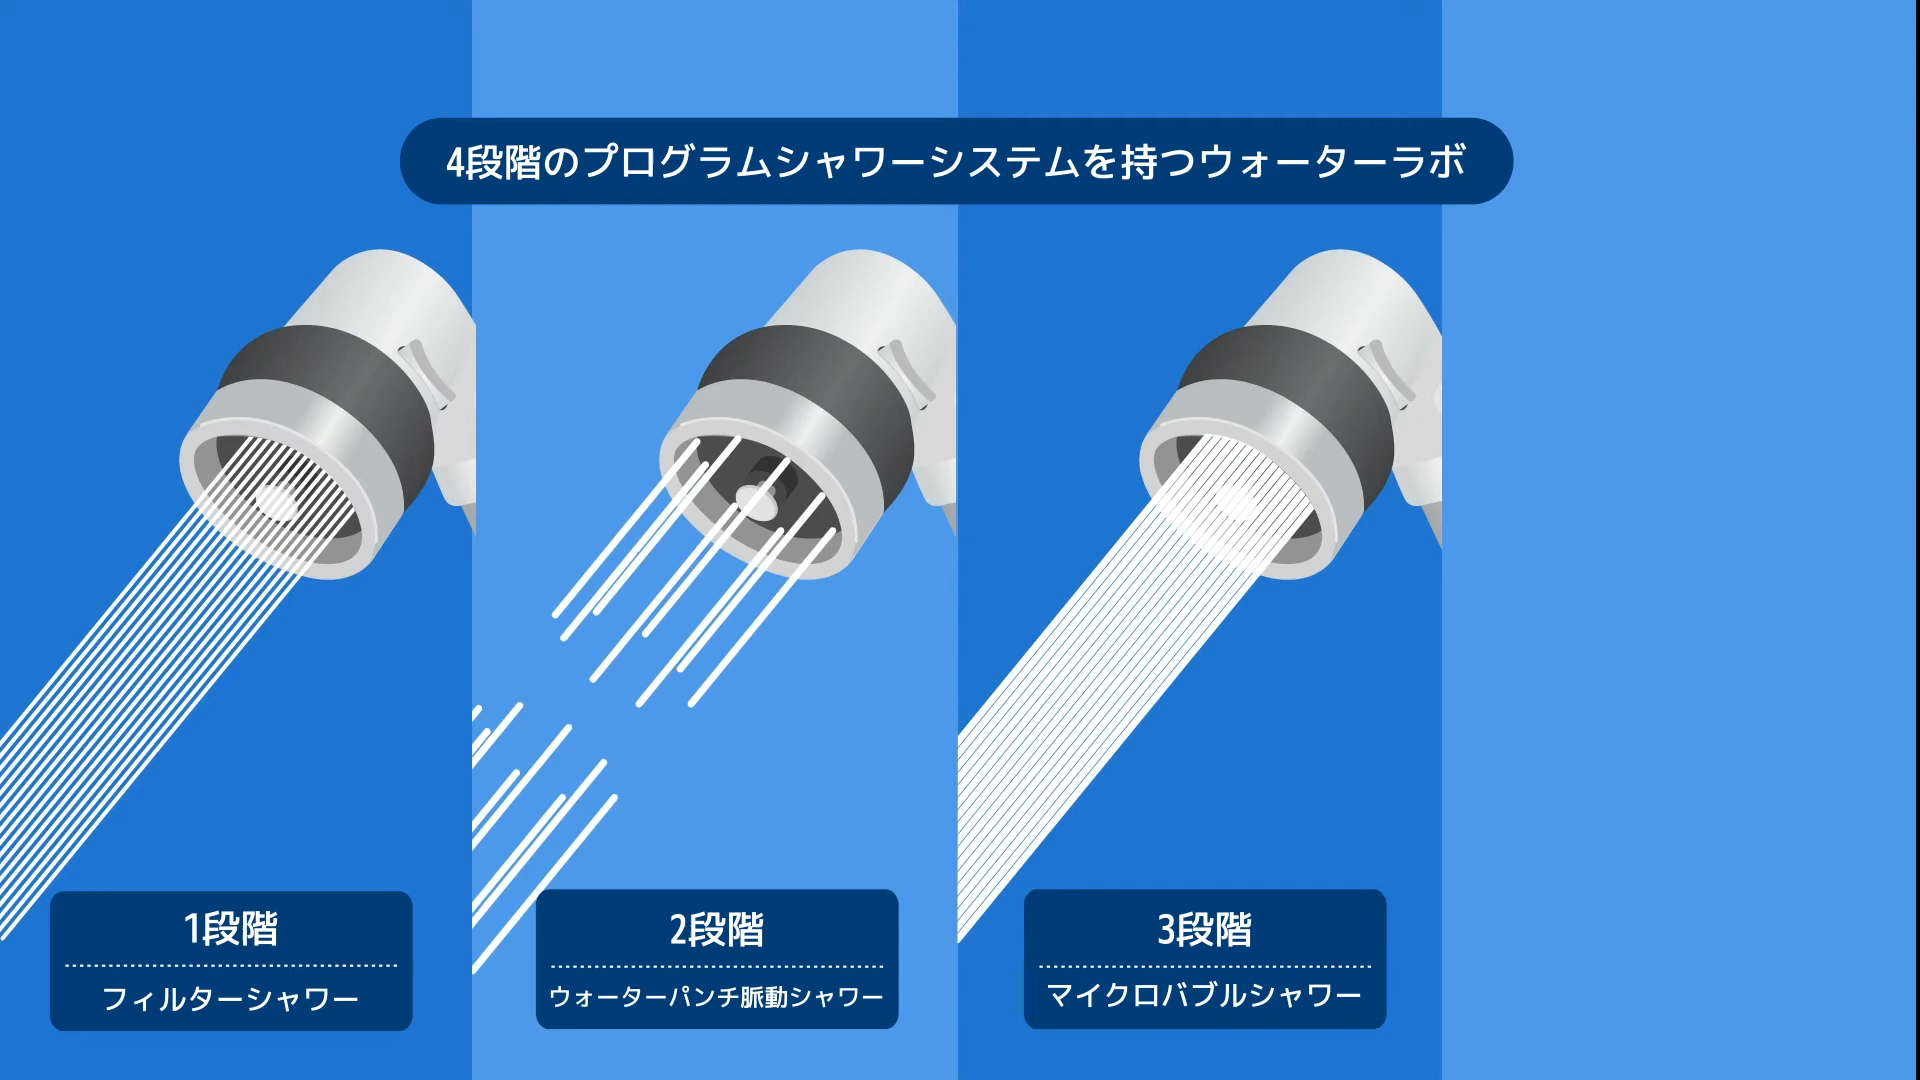 4段階のプログラムシャワーシステムを持つウォーターラボ
1段階
フィルターシャワー
2段階
ウォーターパンチ脈動シャワー
3段階
マイクロバブルシャワー